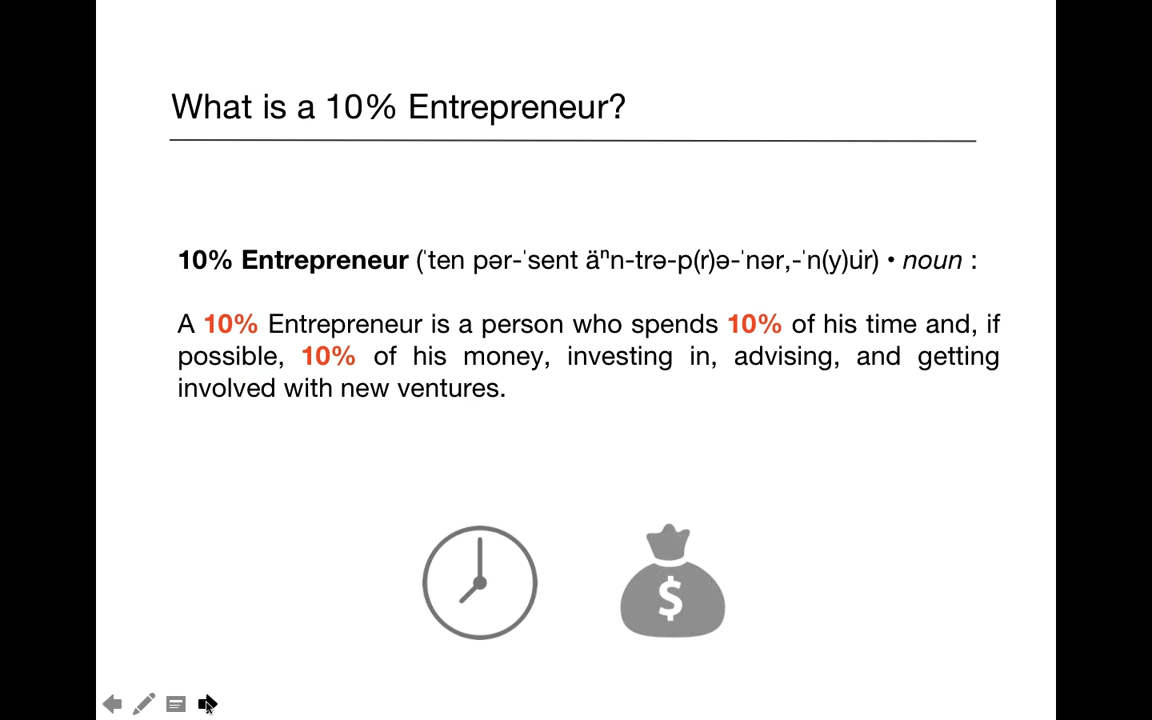 What is a 10% Entrepreneur?
10% Entrepreneur (ˈten pər-ˈsent äⁿn-trə-p(r)ə-ˈnər,-ˈn(y)u̇r) • noun :
A 10% Entrepreneur is a person who spends 10% of his time and, if
possible, 10% of his money, investing in, advising, and getting
involved with new ventures.
$